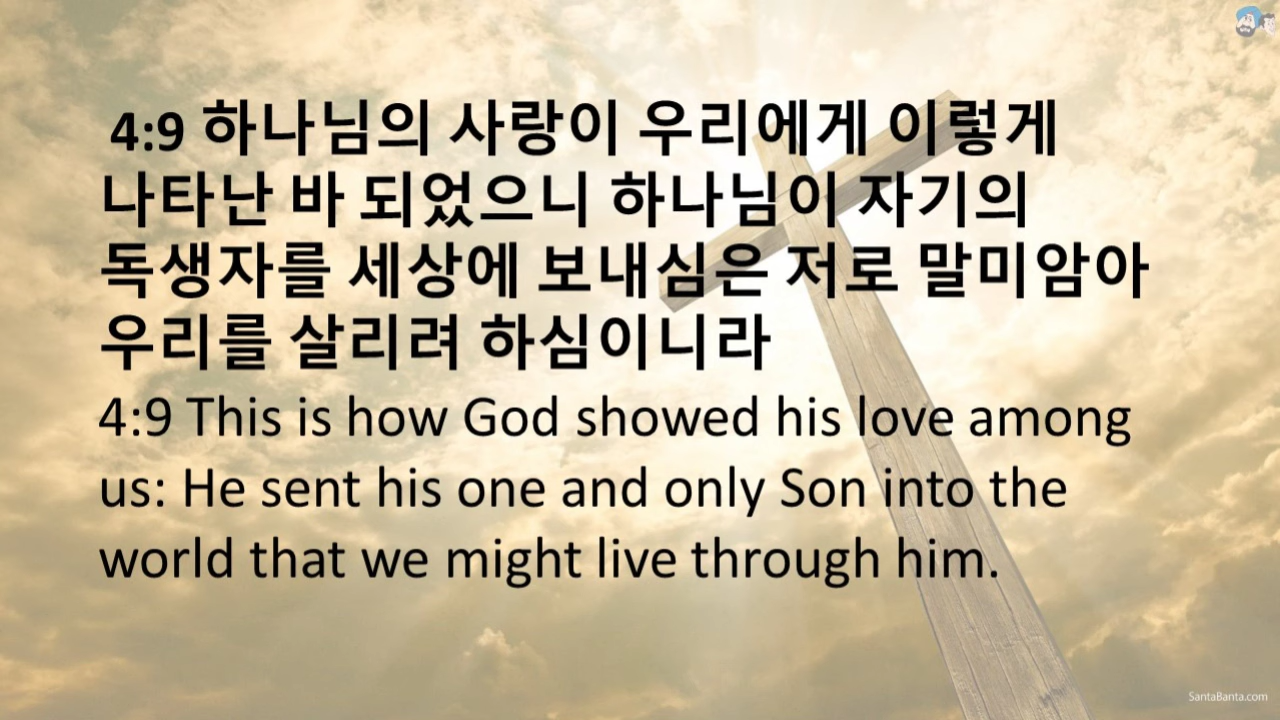 4:9 하나님의 사랑이 우리에게 이렇게
나타난 바 되었으니 하나님이 자기의
독생자를 세상에 보내심은 저로 말미암아
우리를 살리려 하심이니라
4:9 This is how God showed his love among
us: He sent his one and only Son into the
world that we might live through him.
SantaBanta.com